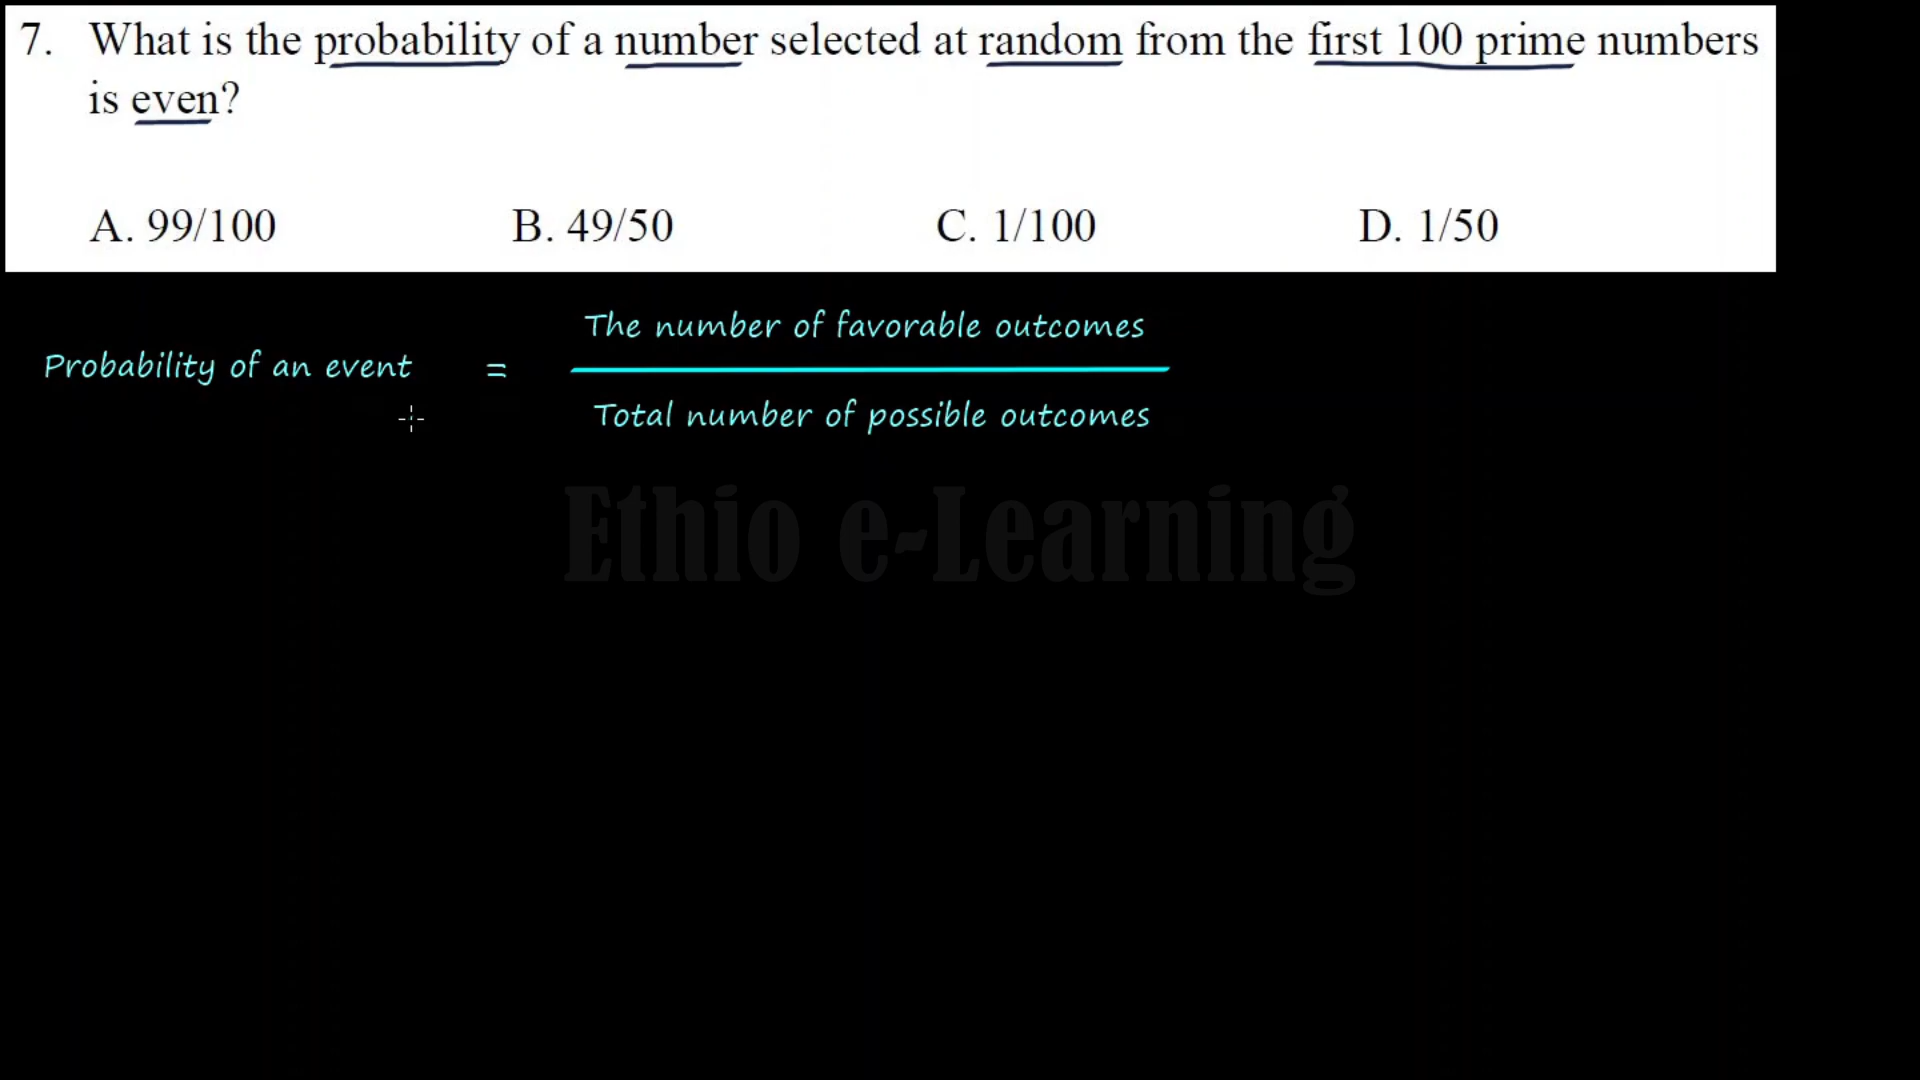 7. What is the probability of a number selected at random from the first 100 prime numbers
is even?
A. 99/100 B. 49/50 C. 1/100 D. 1/50
The number of favorable outcomes
Probability of an event =
Total number of possible outcomes
Ethio e-Learning